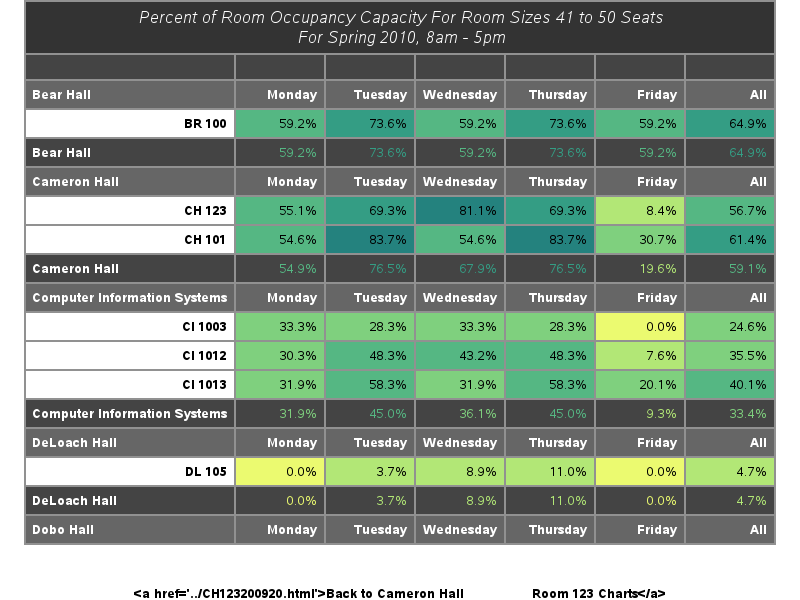 Percent of Room Occupancy Capacity For Room Sizes 41 to 50 Seats
For Spring 2010, 8am - 5pm
Bear Hall Monday Tuesday Wednesday Thursday Friday All
BR 100 59.2% 73.6% 59.2% 73.6% 59.2% 64.9%
Bear Hall 59.2% 73.6% 59.2% 73.6% 59.2% 64.9%
Cameron Hall Monday Tuesday Wednesday Thursday Friday All
CH 123 55.1% 69.3% 81.1% 69.3% 8.4% 56.7%
CH 101 54.6% 83.7% 54.6% 83.7% 30.7% 61.4%
Cameron Hall 54.9% 76.5% 67.9% 76.5% 19.6% 59.1%
Computer Information Systems Monday Tuesday Wednesday Thursday Friday All
CI 1003 33.3% 28.3% 33.3% 28.3% 0.0% 24.6%
CI 1012 30.3% 48.3% 43.2% 48.3% 7.6% 35.5%
CI 1013 31.9% 58.3% 31.9% 58.3% 20.1% 40.1%
Computer Information Systems 31.9% 45.0% 36.1% 45.0% 9.3% 33.4%
DeLoach Hall Monday Tuesday Wednesday Thursday Friday All
DL 105 0.0% 3.7% 8.9% 11.0% 0.0% 4.7%
DeLoach Hall 0.0% 3.7% 8.9% 11.0% 0.0% 4.7%
Dobo Hall Monday Tuesday Wednesday Thursday Friday All
<a href='../CH123200920.html'>Back to Cameron Hall Room 123 Charts</a>